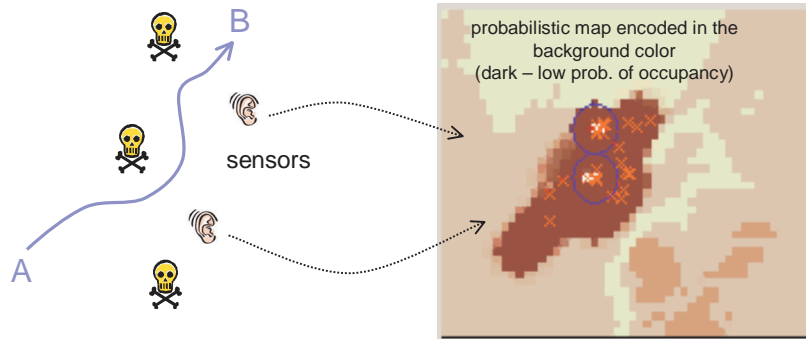 B
sensors
A
probabilistic map encoded in the
background color
(dark – low prob. of occupancy)